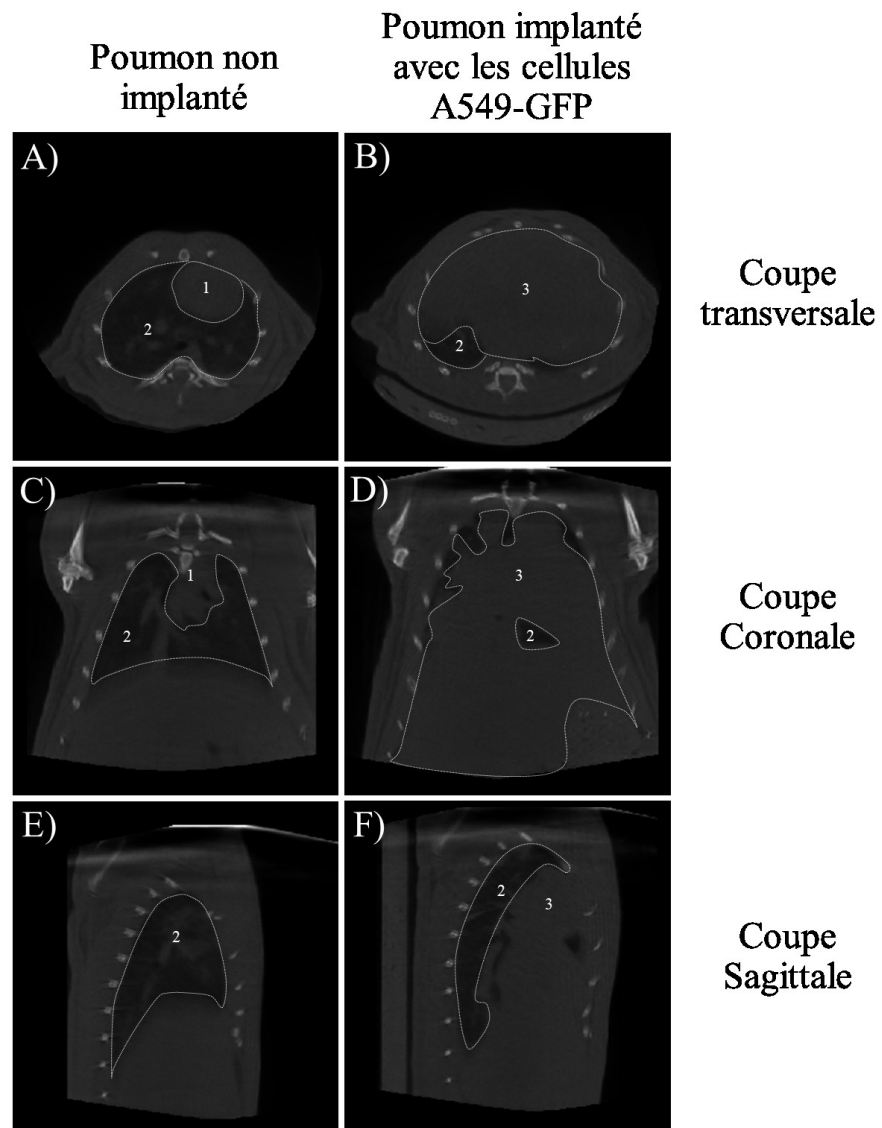 Poumon non
implanté
Poumon implanté
avec les cellules
A549-GFP
A)
1
2
B)
3
2
Coupe
transversale
C)
1
2
D)
3
2
Coupe
Coronale
E)
2
F)
2
3
Coupe
Sagittale